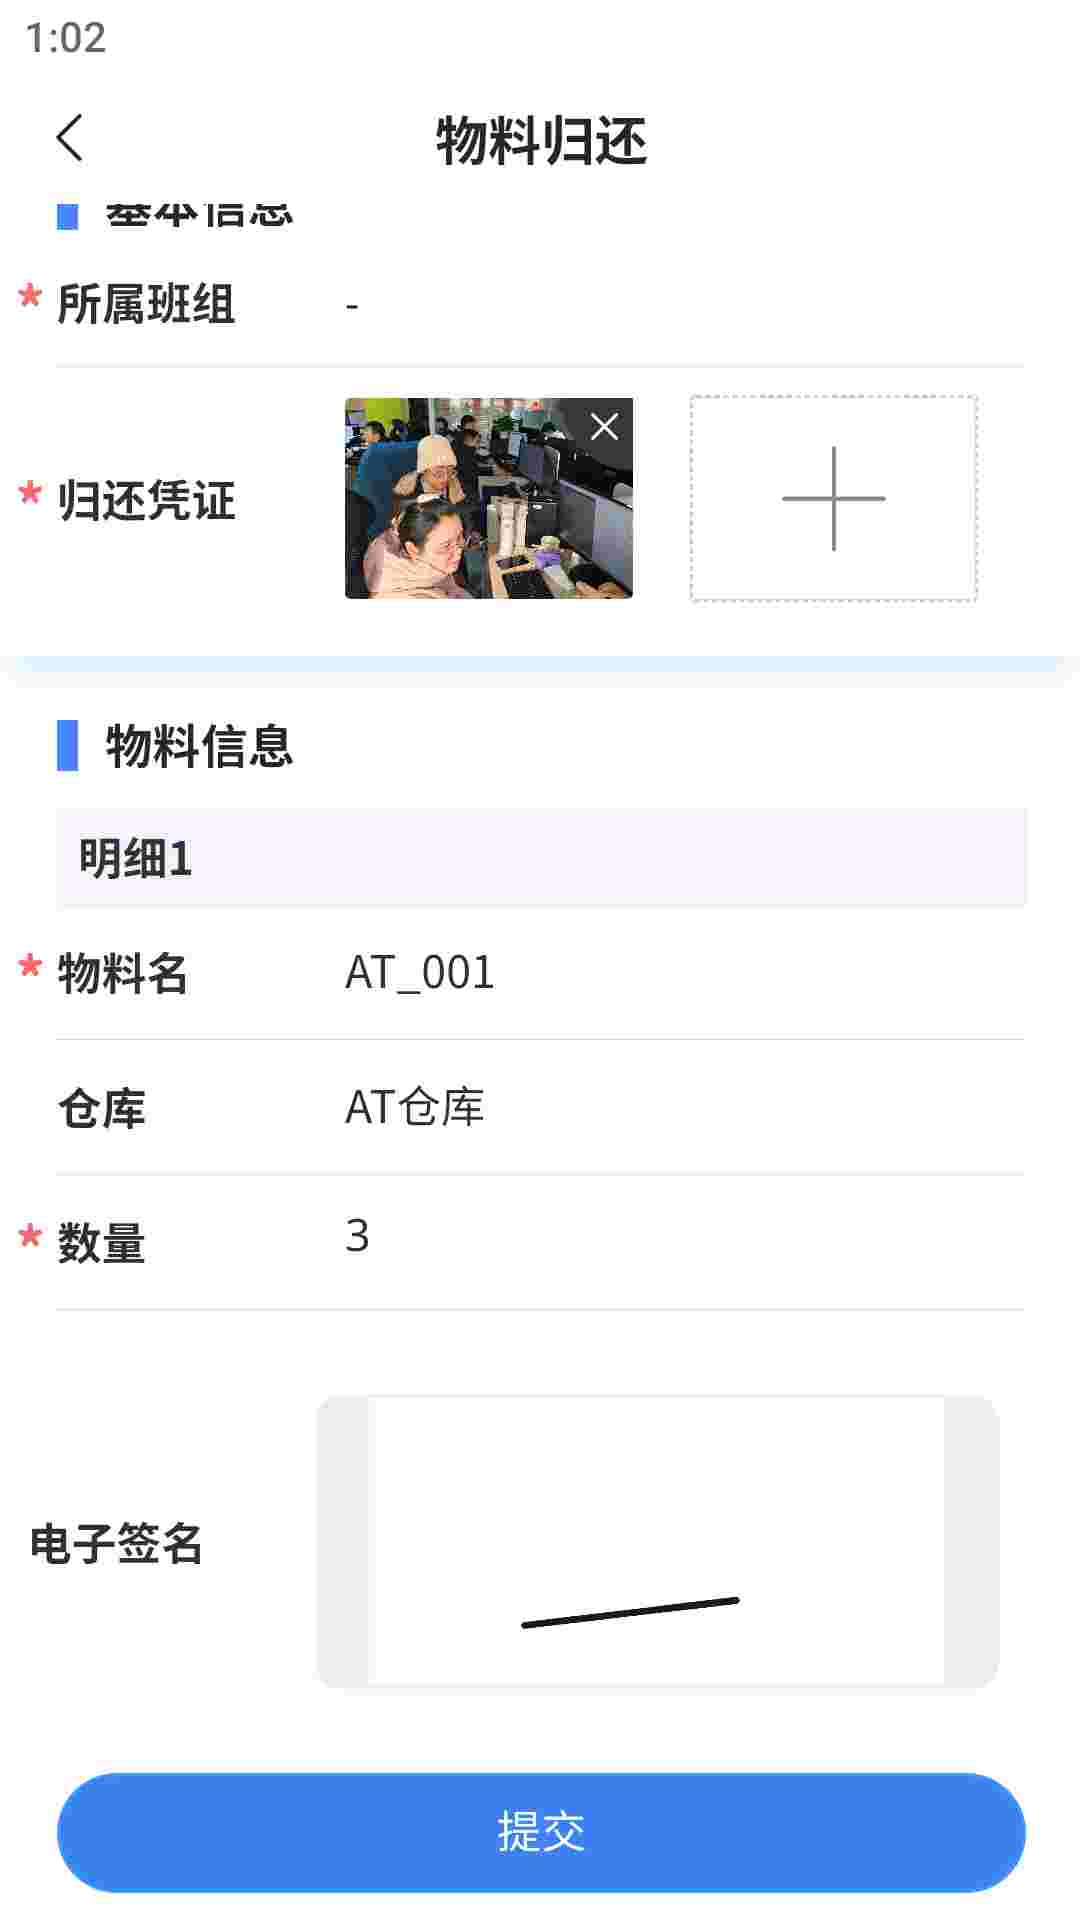 1:02
物料归还
基本信息
* 所属班组 -
* 归还凭证
物料信息
明细1
* 物料名 AT_001
仓库 AT仓库
* 数量 3
电子签名
提交